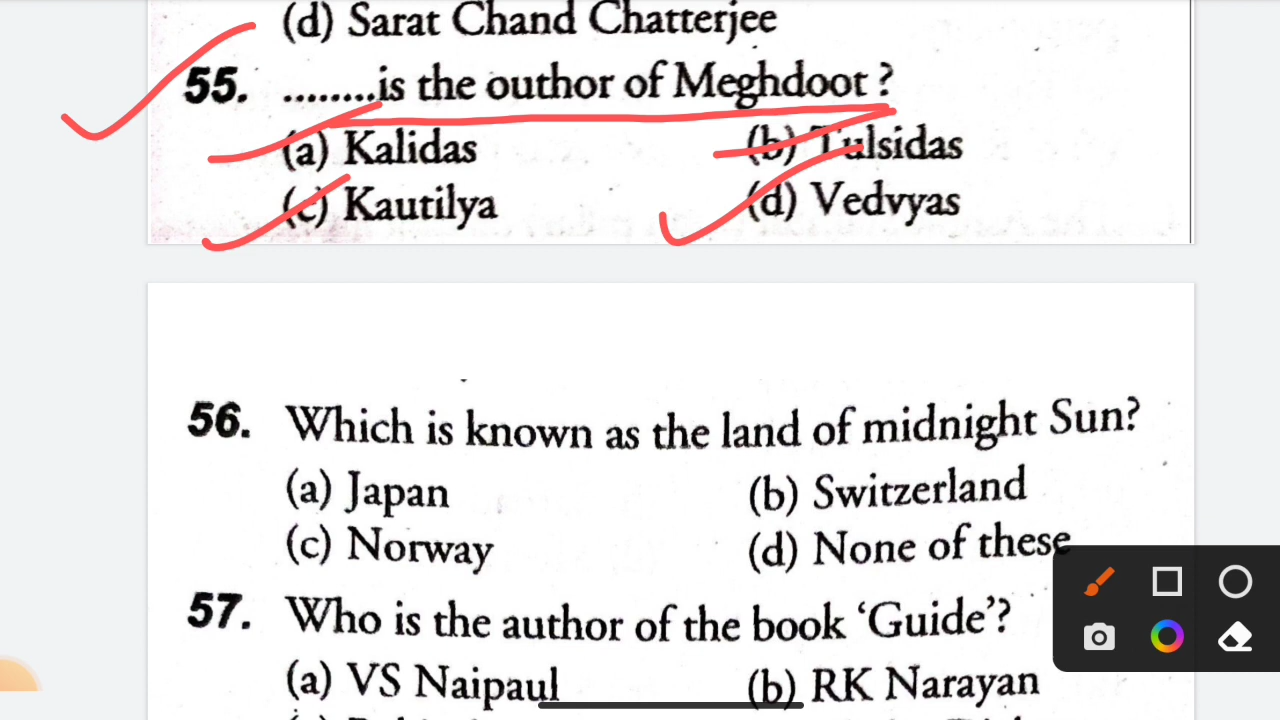 (d) Sarat Chand Chatterjee
55. ........is the outhor of Meghdoot ?
(a) Kalidas (b) Tulsidas
(c) Kautilya (d) Vedvyas
56. Which is known as the land of midnight Sun?
(a) Japan (b) Switzerland
(c) Norway (d) None of these
57. Who is the author of the book ‘Guide’?
(a) VS Naipaul (b) RK Narayan